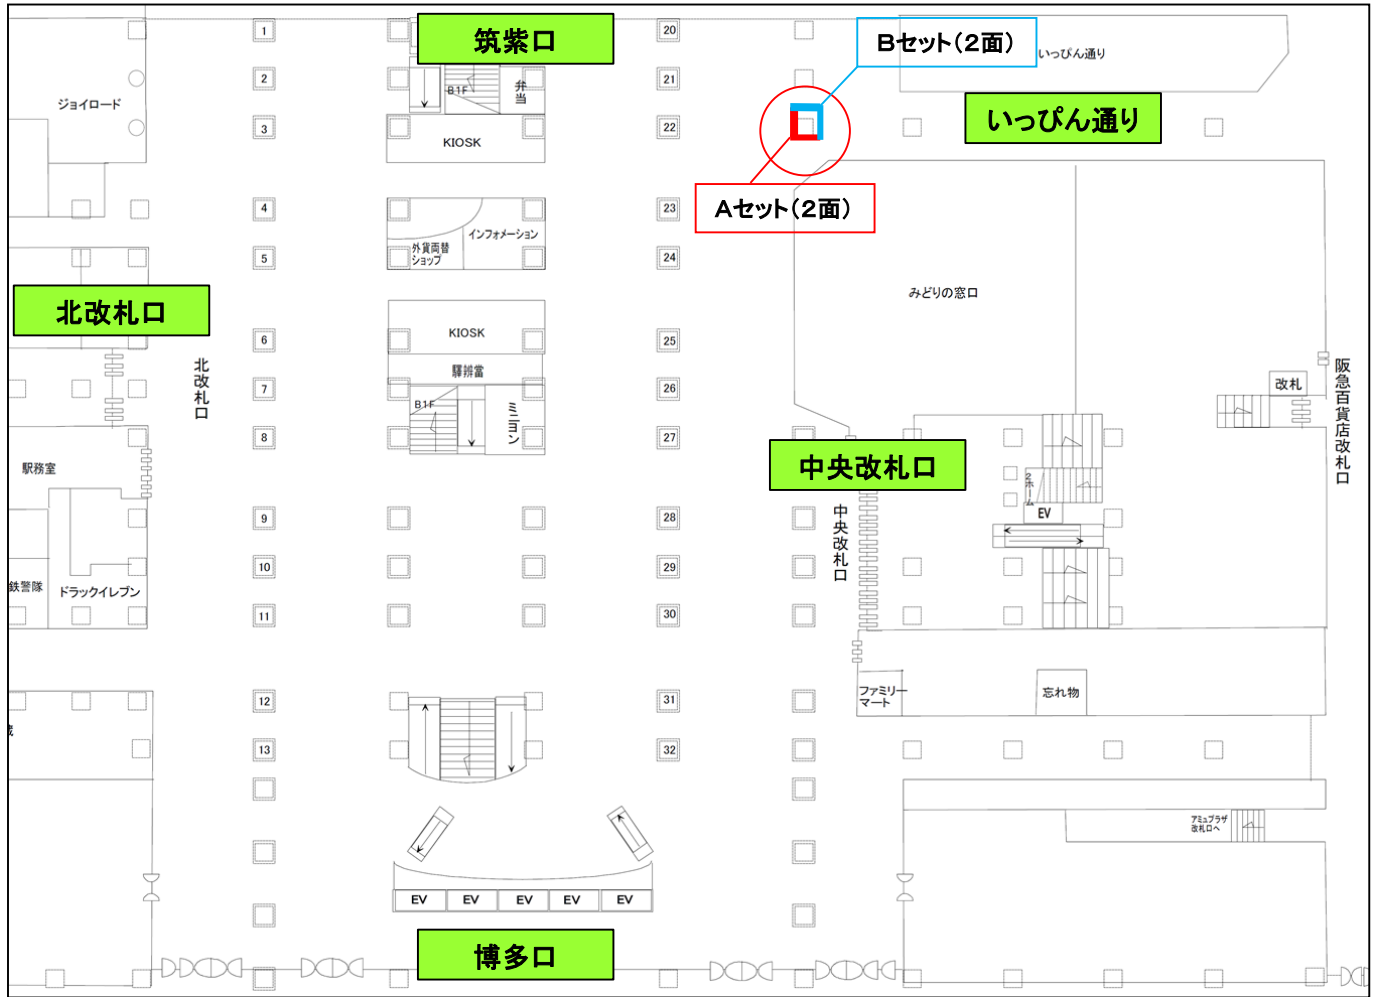 筑紫口
Bセット(2面)
いっぴん通り
いっぴん通り
Aセット(2面)
ジョイロード
1
2
3
4
5
6
7
8
9
10
11
12
13
20
21
22
23
24
25
26
27
28
29
30
31
32
B1F
弁当
KIOSK
外貨両替
ショップ
インフォメーション
KIOSK
驛辨當
B1F
ミニヨン
北改札口
北改札口
駅務室
鉄警隊
ドラックイレブン
みどりの窓口
改札
阪急百貨店改札口
中央改札口
中央改札口
2ホーム
EV
ファミリー
マート
忘れ物
アミュプラザ
改札口へ
EV
EV
EV
EV
EV
博多口